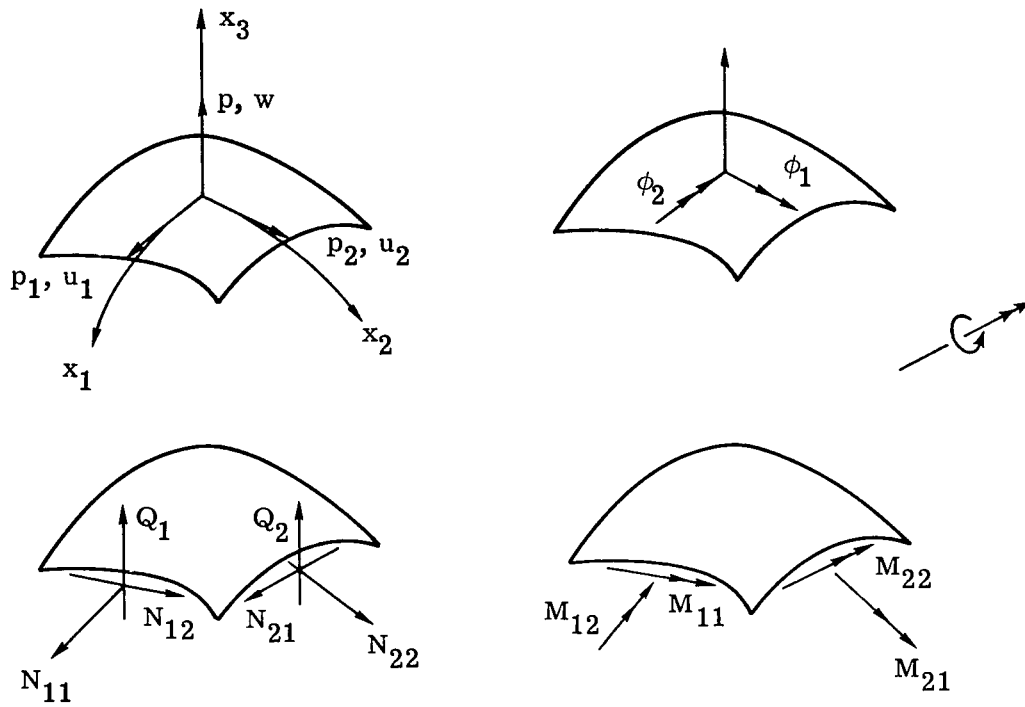 x3
p, w
p1, u1
p2, u2
x1
x2
ϕ2
ϕ1
Q1
Q2
N12
N21
N11
N22
M12
M11
M22
M21